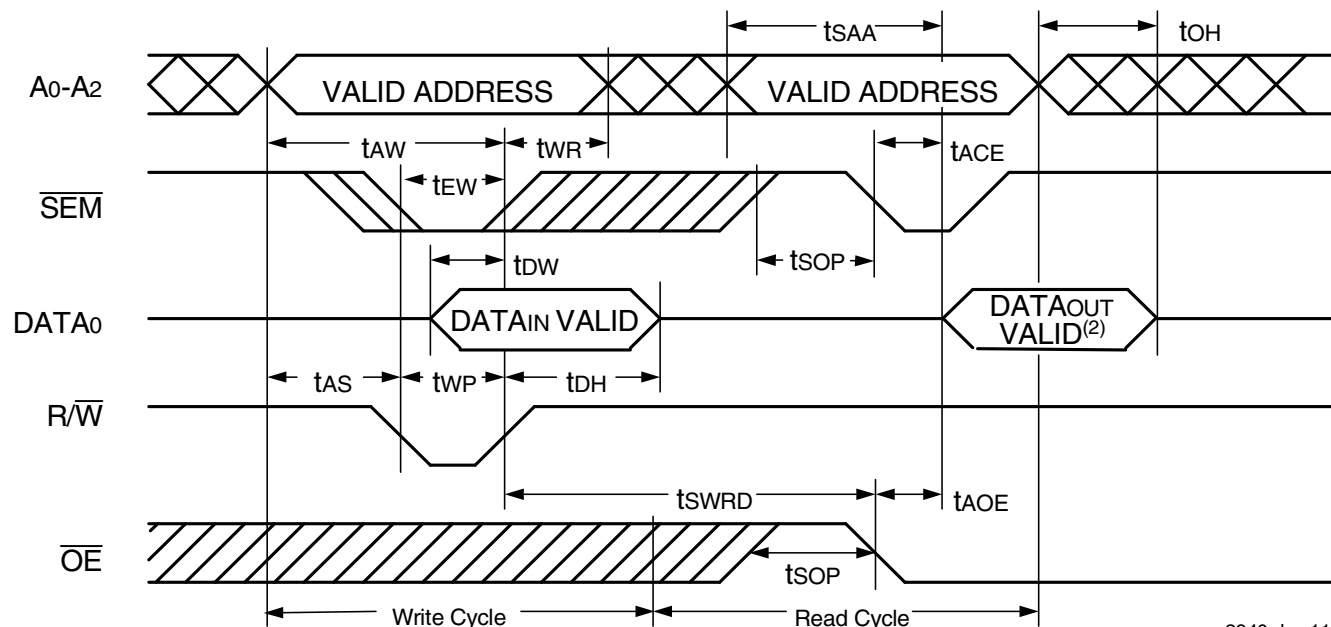 tSAA
tOH
A0-A2
VALID ADDRESS
VALID ADDRESS
tAW
tWR
tACE
tEW
SEM
tSOP
tDW
DATA0
DATAIN VALID
DATAOUT
VALID(2)
tAS
tWP
tDH
R/W
tSWRD
tAOE
OE
tSOP
Write Cycle
Read Cycle